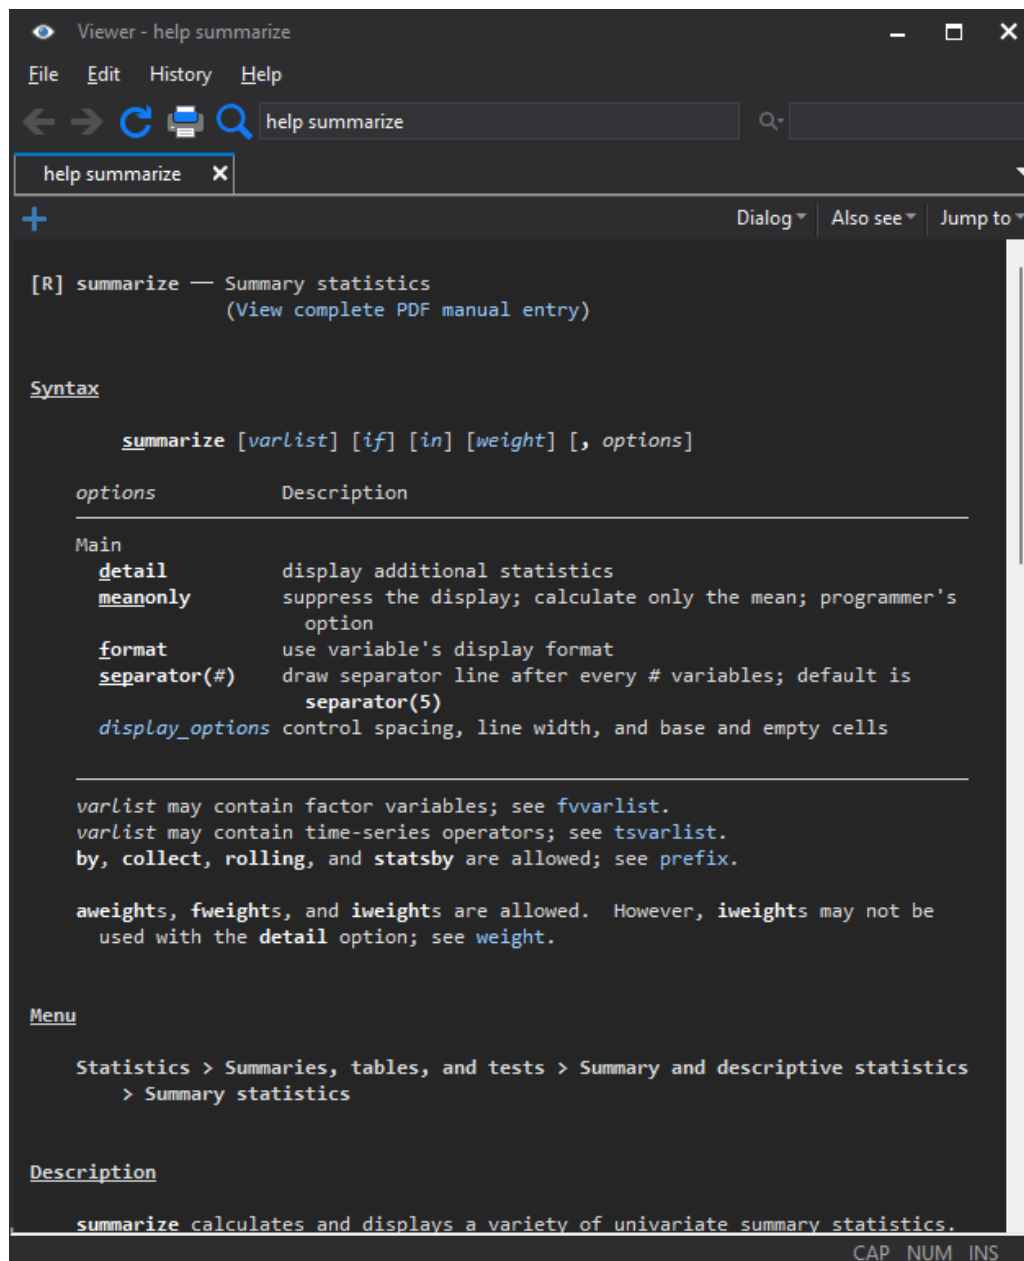 Viewer - help summarize
File Edit History Help
help summarize
help summarize
Dialog Also see Jump to
[R] summarize — Summary statistics
(View complete PDF manual entry)
Syntax
summarize [varlist] [if] [in] [weight] [, options]
options Description
Main
detail display additional statistics
meanonly suppress the display; calculate only the mean; programmer's
option
format use variable's display format
separator(#) draw separator line after every # variables; default is
separator(5)
display_options control spacing, line width, and base and empty cells
varlist may contain factor variables; see fvvarlist.
varlist may contain time-series operators; see tsvarlist.
by, collect, rolling, and statsby are allowed; see prefix.
aweights, fweights, and iweights are allowed.  However, iweights may not be
used with the detail option; see weight.
Menu
Statistics > Summaries, tables, and tests > Summary and descriptive statistics
> Summary statistics
Description
summarize calculates and displays a variety of univariate summary statistics.
CAP NUM INS